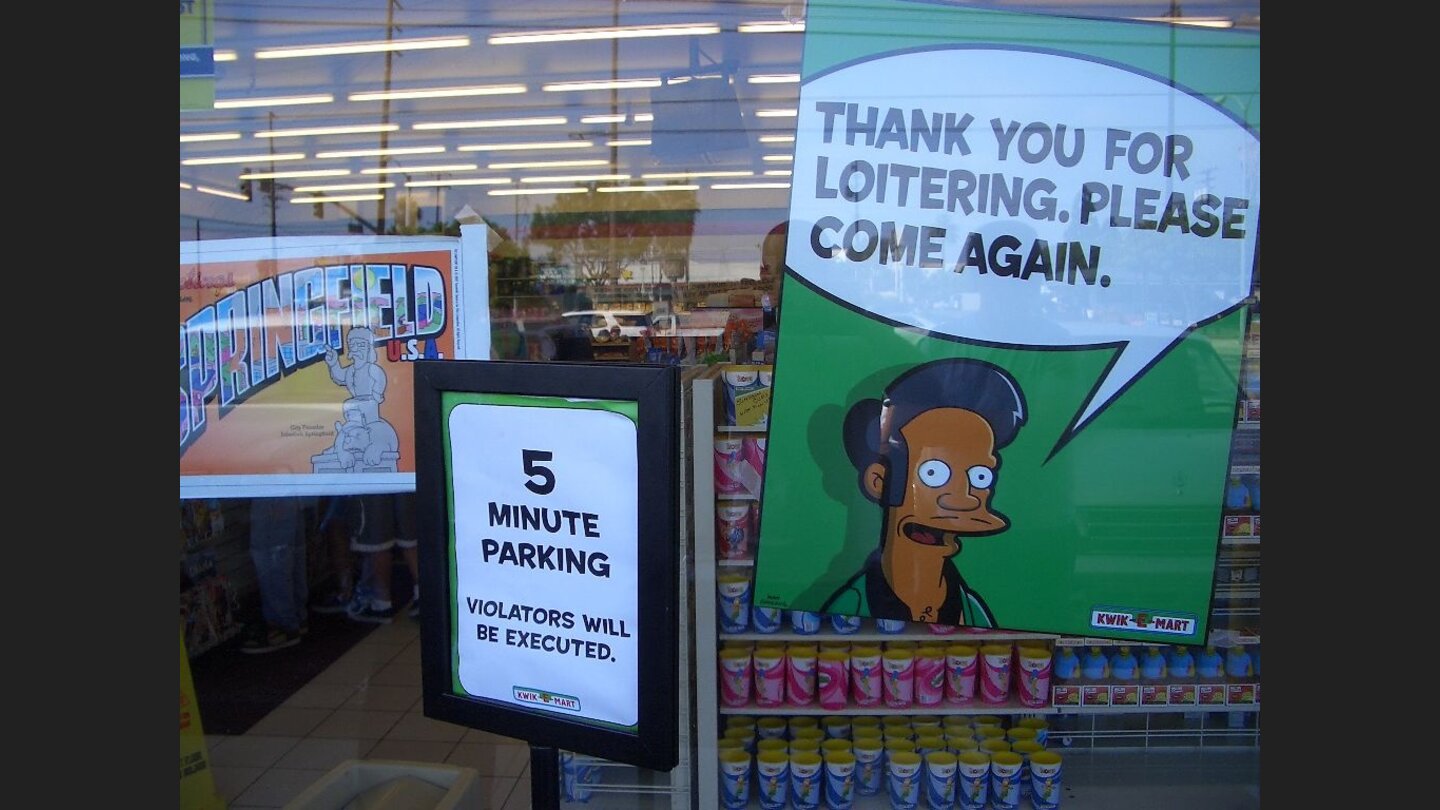 THANK YOU FOR
LOITERING. PLEASE
COME AGAIN.
KWIK-E-MART
SPRINGFIELD
U.S.A.
5
MINUTE
PARKING
VIOLATORS WILL
BE EXECUTED.
KWIK-E-MART